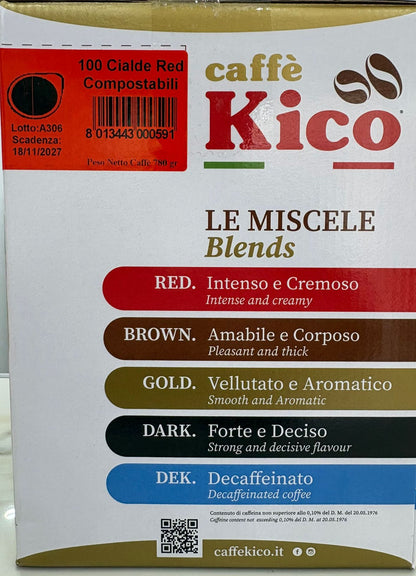 100 Cialde Red
Compostabili
Lotto:A306
Scadenza:
18/11/2027
8 013443 000591
Peso Netto Caffè 780 gr
caffè
Kico
LE MISCELE
Blends
RED. Intenso e Cremoso
Intense and creamy
BROWN. Amabile e Corposo
Pleasant and thick
GOLD. Vellutato e Aromatico
Smooth and Aromatic
DARK. Forte e Deciso
Strong and decisive flavour
DEK. Decaffeinato
Decaffeinated coffee
Contenuto di caffeina non superiore allo 0,10% del D. M. del 20.05.1976
Caffeine content not exceeding 0,10% del D. M. at 20.05.1976
caffekico.it